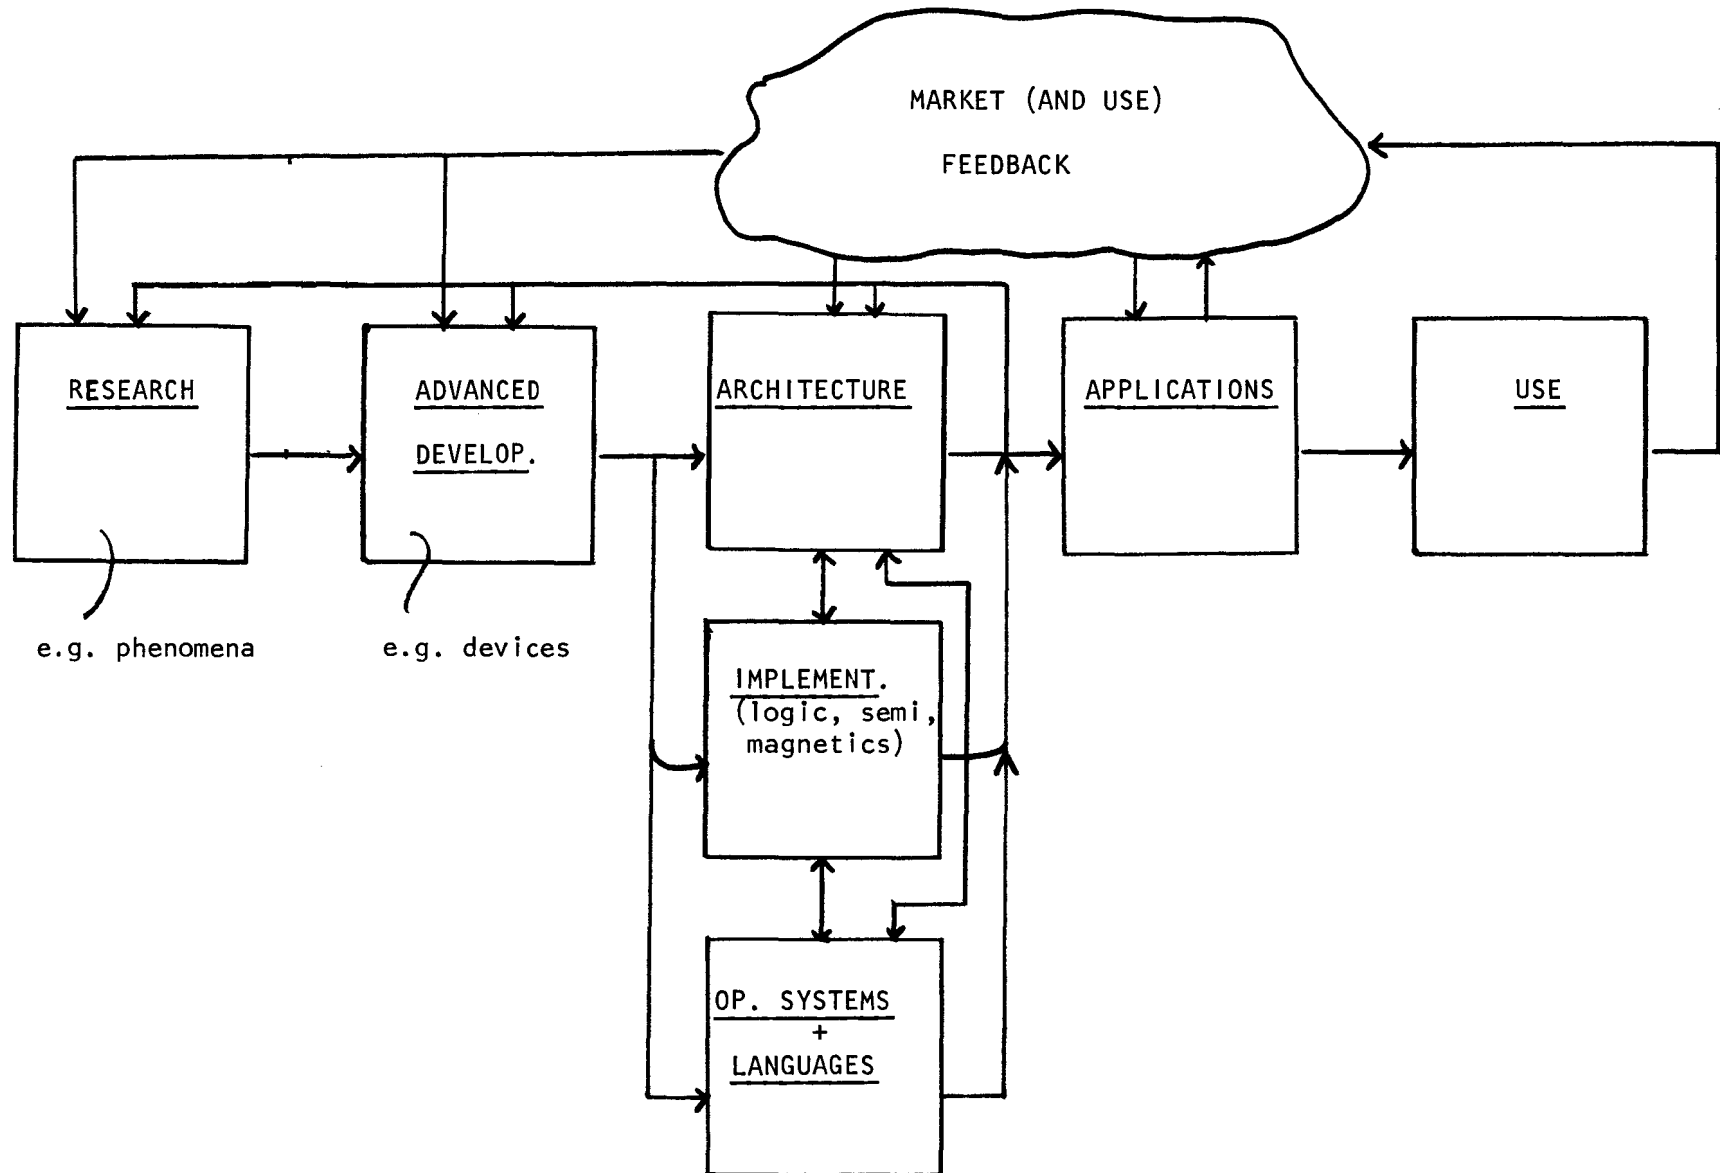 MARKET (AND USE)
FEEDBACK
RESEARCH
ADVANCED
DEVELOP.
ARCHITECTURE
APPLICATIONS
USE
e.g. phenomena
e.g. devices
IMPLEMENT.
(logic, semi,
magnetics)
OP. SYSTEMS
+
LANGUAGES